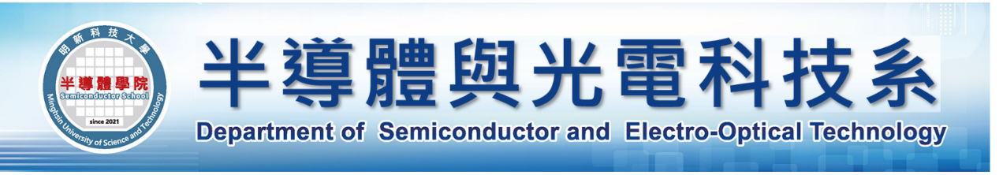 明新科技大學
半導體學院
Semiconductor School
since 2021
Minghsin University of Science and Technology
半導體與光電科技系
Department of Semiconductor and Electro-Optical Technology